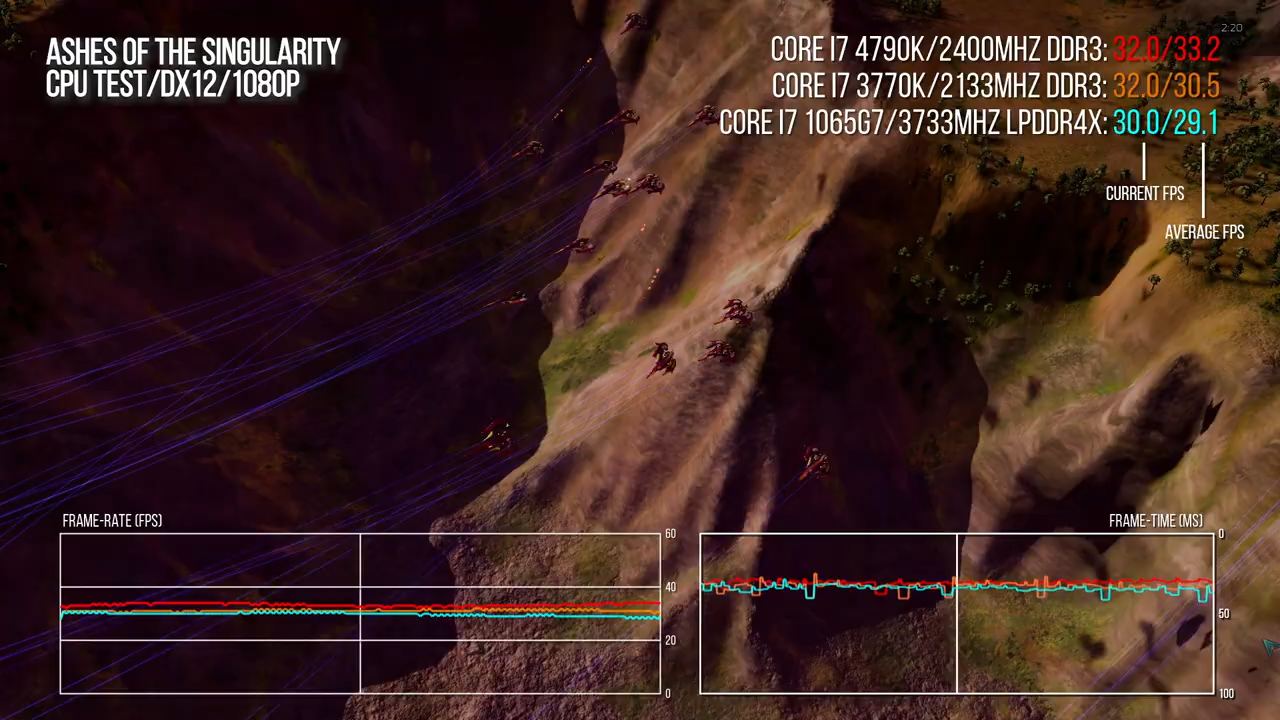 2:20
ASHES OF THE SINGULARITY
CPU TEST/DX12/1080P
CORE I7 4790K/2400MHZ DDR3: 32.0/33.2
CORE I7 3770K/2133MHZ DDR3: 32.0/30.5
CORE I7 1065G7/3733MHZ LPDDR4X: 30.0/29.1
CURRENT FPS
AVERAGE FPS
FRAME-RATE (FPS)
60
40
20
0
FRAME-TIME (MS)
0
50
100